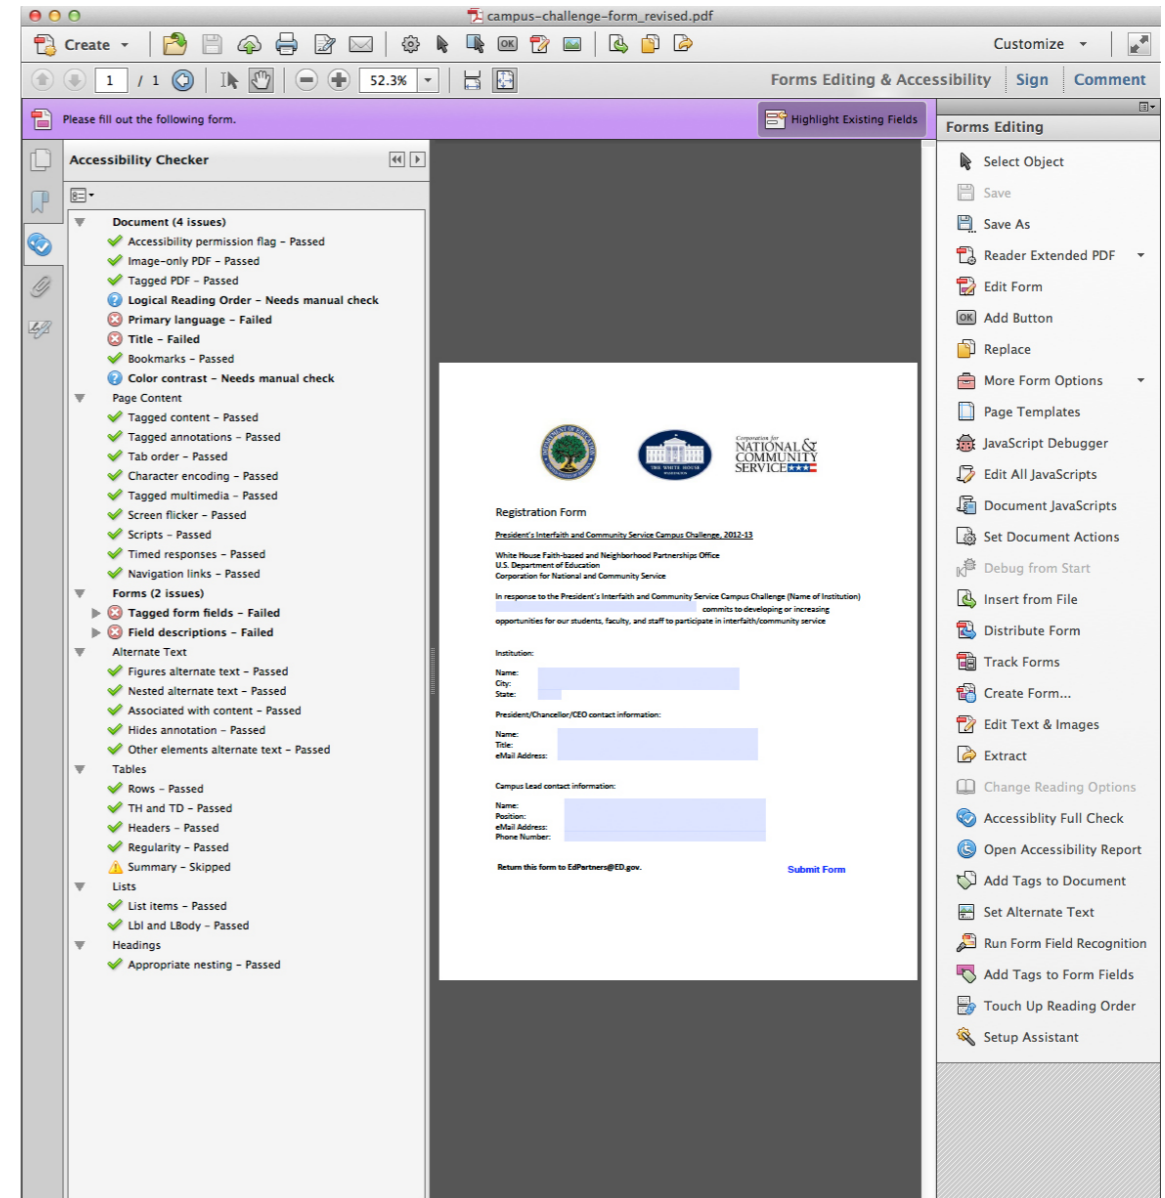 campus-challenge-form_revised.pdf
Create
OK
Customize
1 / 1
52.3%
Forms Editing & Accessibility
Sign
Comment
Please fill out the following form.
Highlight Existing Fields
Forms Editing
Accessibility Checker
Document (4 issues)
Accessibility permission flag - Passed
Image-only PDF - Passed
Tagged PDF - Passed
Logical Reading Order - Needs manual check
Primary language - Failed
Title - Failed
Bookmarks - Passed
Color contrast - Needs manual check
Page Content
Tagged content - Passed
Tagged annotations - Passed
Tab order - Passed
Character encoding - Passed
Tagged multimedia - Passed
Screen flicker - Passed
Scripts - Passed
Timed responses - Passed
Navigation links - Passed
Forms (2 issues)
Tagged form fields - Failed
Field descriptions - Failed
Alternate Text
Figures alternate text - Passed
Nested alternate text - Passed
Associated with content - Passed
Hides annotation - Passed
Other elements alternate text - Passed
Tables
Rows - Passed
TH and TD - Passed
Headers - Passed
Regularity - Passed
Summary - Skipped
Lists
List items - Passed
Lbl and LBody - Passed
Headings
Appropriate nesting - Passed
THE WHITE HOUSE
Corporation for
NATIONAL &
COMMUNITY
SERVICE
Registration Form
President's Interfaith and Community Service Campus Challenge, 2012-13
White House Faith-based and Neighborhood Partnerships Office
U.S. Department of Education
Corporation for National and Community Service
In response to the President's Interfaith and Community Service Campus Challenge (Name of Institution)
commits to developing or increasing
opportunities for our students, faculty, and staff to participate in interfaith/community service
Institution:
Name:
City:
State:
President/Chancellor/CEO contact information:
Name:
Title:
eMail Address:
Campus Lead contact information:
Name:
Position:
eMail Address:
Phone Number:
Return this form to EdPartners@ED.gov.
Submit Form
Select Object
Save
Save As
Reader Extended PDF
Edit Form
OK Add Button
Replace
More Form Options
Page Templates
JavaScript Debugger
Edit All JavaScripts
Document JavaScripts
Set Document Actions
Debug from Start
Insert from File
Distribute Form
Track Forms
Create Form...
Edit Text & Images
Extract
Change Reading Options
Accessiblity Full Check
Open Accessibility Report
Add Tags to Document
Set Alternate Text
Run Form Field Recognition
Add Tags to Form Fields
Touch Up Reading Order
Setup Assistant